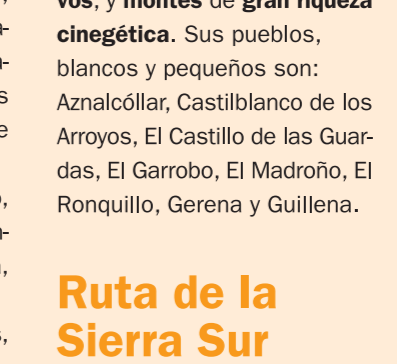 vos, y montes de gran riqueza
cinegética. Sus pueblos,
blancos y pequeños son:
Aznalcóllar, Castilblanco de los
Arroyos, El Castillo de las Guar-
das, El Garrobo, El Madroño, El
Ronquillo, Gerena y Guillena.
Ruta de la
Sierra Sur